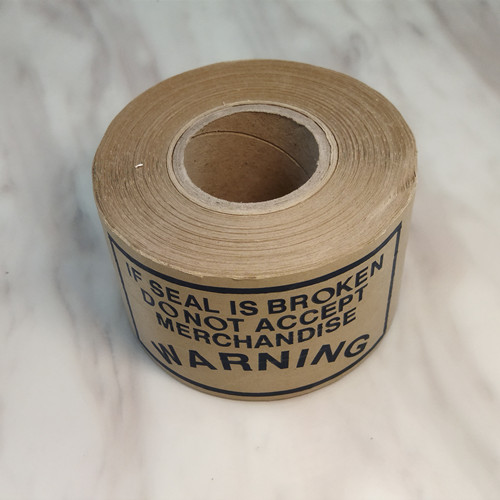 IF SEAL IS BROKEN
DO NOT ACCEPT
MERCHANDISE
WARNING